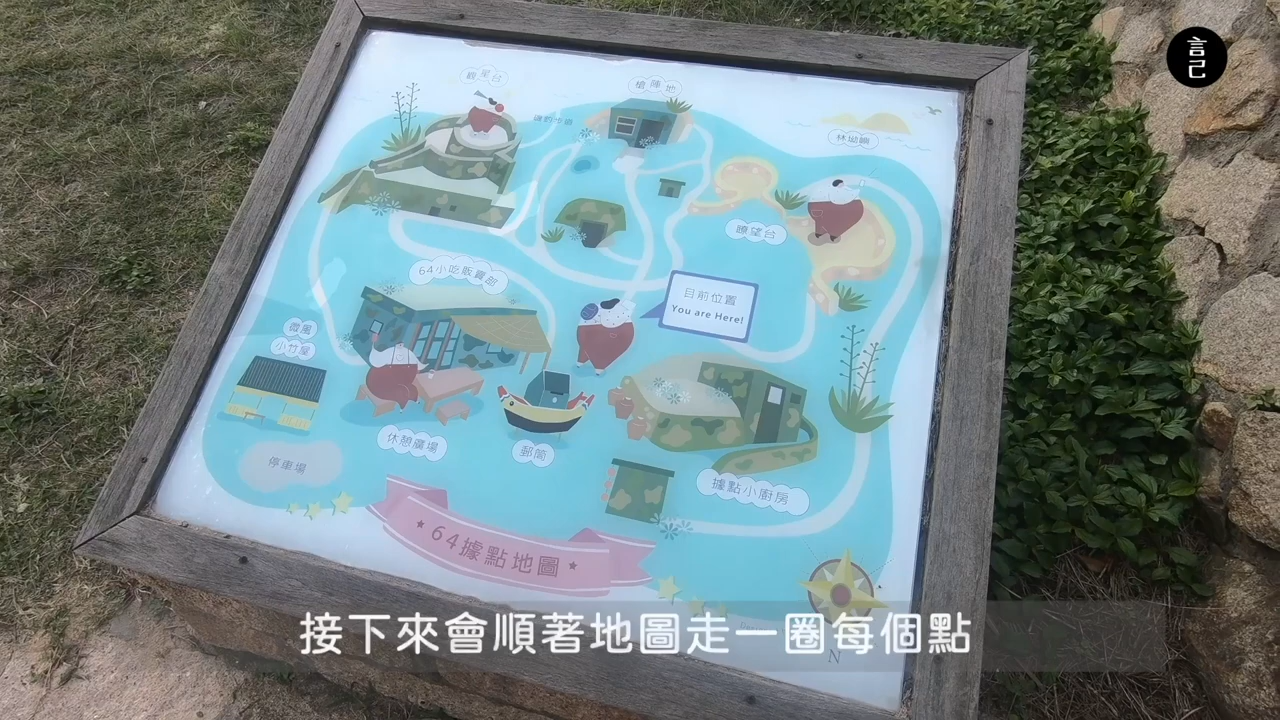 言己
觀星台
槍陣地
林坳嶼
瞭望台
64小吃販賣部
目前位置
You are Here!
微風
小竹屋
休憩廣場
郵筒
停車場
據點小廚房
64據點地圖
N
接下來會順著地圖走一圈每個點